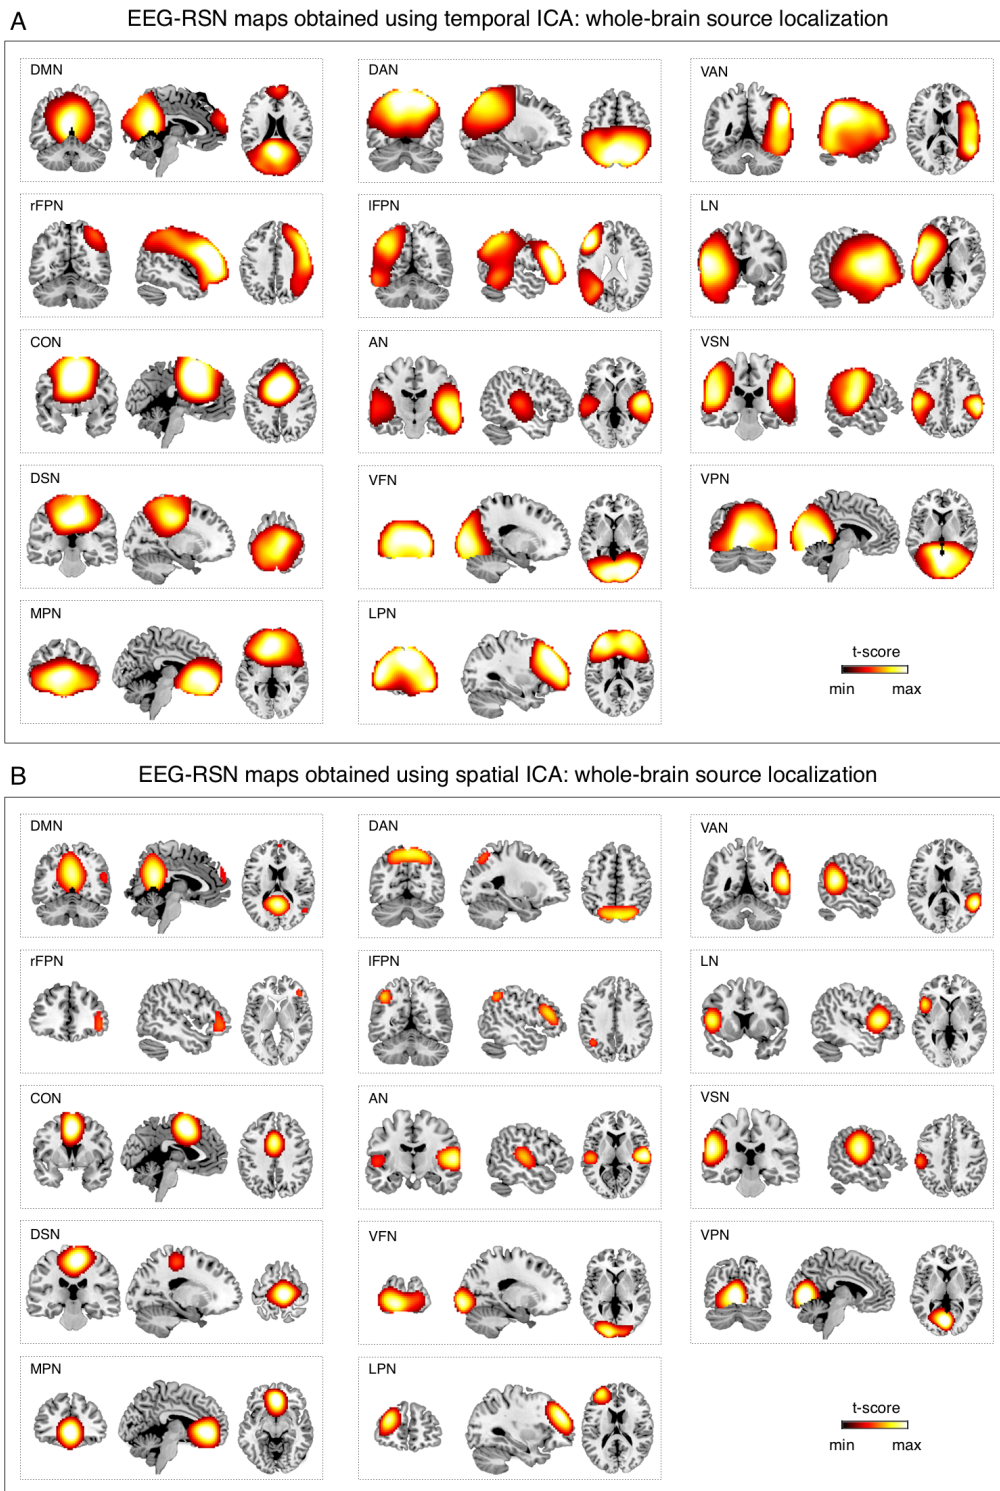 A
EEG-RSN maps obtained using temporal ICA: whole-brain source localization
DMN
DAN
VAN
rFPN
lFPN
LN
CON
AN
VSN
DSN
VFN
VPN
MPN
LPN
t-score
min max
B
EEG-RSN maps obtained using spatial ICA: whole-brain source localization
DMN
DAN
VAN
rFPN
lFPN
LN
CON
AN
VSN
DSN
VFN
VPN
MPN
LPN
t-score
min max